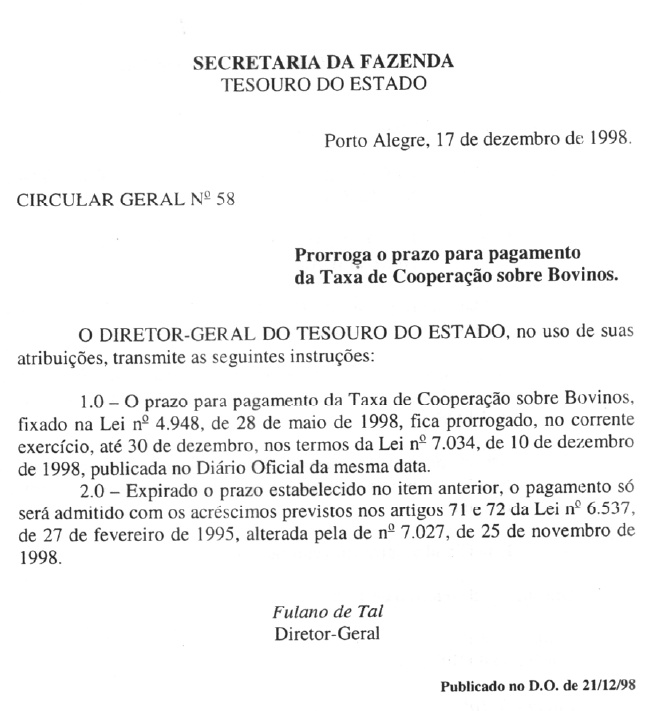 SECRETARIA DA FAZENDA
TESOURO DO ESTADO
Porto Alegre, 17 de dezembro de 1998.
CIRCULAR GERAL Nº 58
Prorroga o prazo para pagamento
da Taxa de Cooperação sobre Bovinos.
O DIRETOR-GERAL DO TESOURO DO ESTADO, no uso de suas
atribuições, transmite as seguintes instruções:
1.0 – O prazo para pagamento da Taxa de Cooperação sobre Bovinos,
fixado na Lei nº 4.948, de 28 de maio de 1998, fica prorrogado, no corrente
exercício, até 30 de dezembro, nos termos da Lei nº 7.034, de 10 de dezembro
de 1998, publicada no Diário Oficial da mesma data.
2.0 – Expirado o prazo estabelecido no item anterior, o pagamento só
será admitido com os acréscimos previstos nos artigos 71 e 72 da Lei nº 6.537,
de 27 de fevereiro de 1995, alterada pela de nº 7.027, de 25 de novembro de
1998.
Fulano de Tal
Diretor-Geral
Publicado no D.O. de 21/12/98